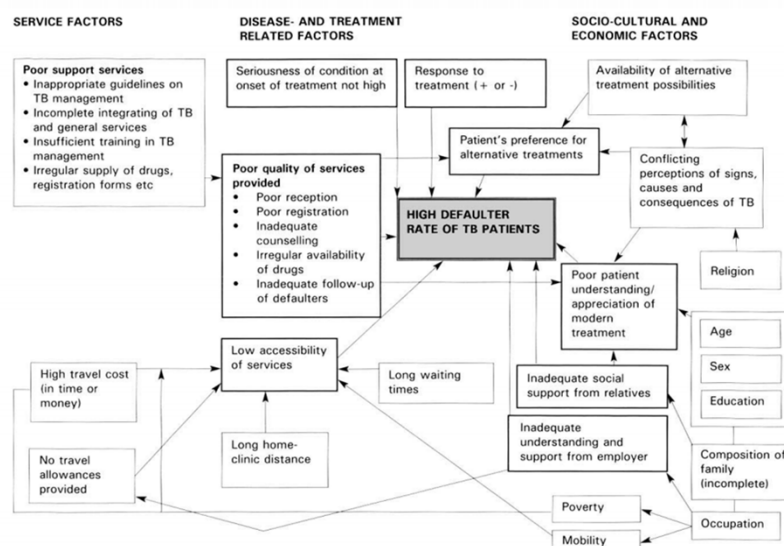 SERVICE FACTORS
DISEASE- AND TREATMENT
RELATED FACTORS
SOCIO-CULTURAL AND
ECONOMIC FACTORS
Poor support services
• Inappropriate guidelines on
TB management
• Incomplete integrating of TB
and general services
• Insufficient training in TB
management
• Irregular supply of drugs,
registration forms etc
Seriousness of condition at
onset of treatment not high
Response to
treatment (+ or -)
Availability of alternative
treatment possibilities
Patient's preference for
alternative treatments
Conflicting
perceptions of signs,
causes and
consequences of TB
Poor quality of services
provided
• Poor reception
• Poor registration
• Inadequate
counselling
• Irregular availability
of drugs
• Inadequate follow-up
of defaulters
HIGH DEFAULTER
RATE OF TB PATIENTS
Religion
Poor patient
understanding/
appreciation of
modern
treatment
Age
Sex
Education
High travel cost
(in time or
money)
Low accessibility
of services
Long waiting
times
Inadequate social
support from relatives
Long home-
clinic distance
Inadequate
understanding and
support from employer
No travel
allowances
provided
Composition of
family
(incomplete)
Poverty
Occupation
Mobility